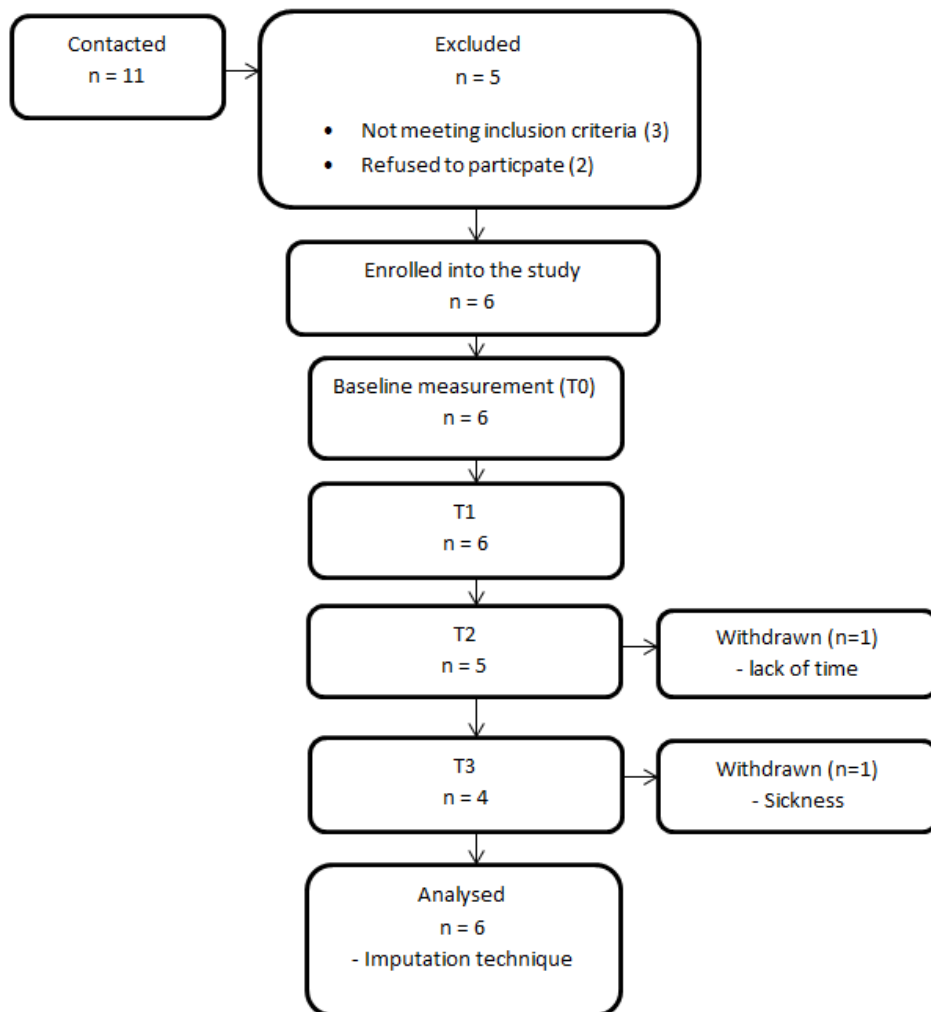 Contacted
n = 11
Excluded
n = 5
• Not meeting inclusion criteria (3)
• Refused to particpate (2)
Enrolled into the study
n = 6
Baseline measurement (T0)
n = 6
T1
n = 6
T2
n = 5
Withdrawn (n=1)
- lack of time
T3
n = 4
Withdrawn (n=1)
- Sickness
Analysed
n = 6
- Imputation technique